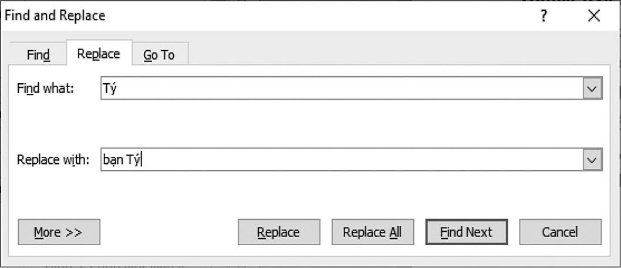 Find and Replace ? ×
Find Replace Go To
Find what: Tý
Replace with: bạn Tý
More >> Replace Replace All Find Next Cancel